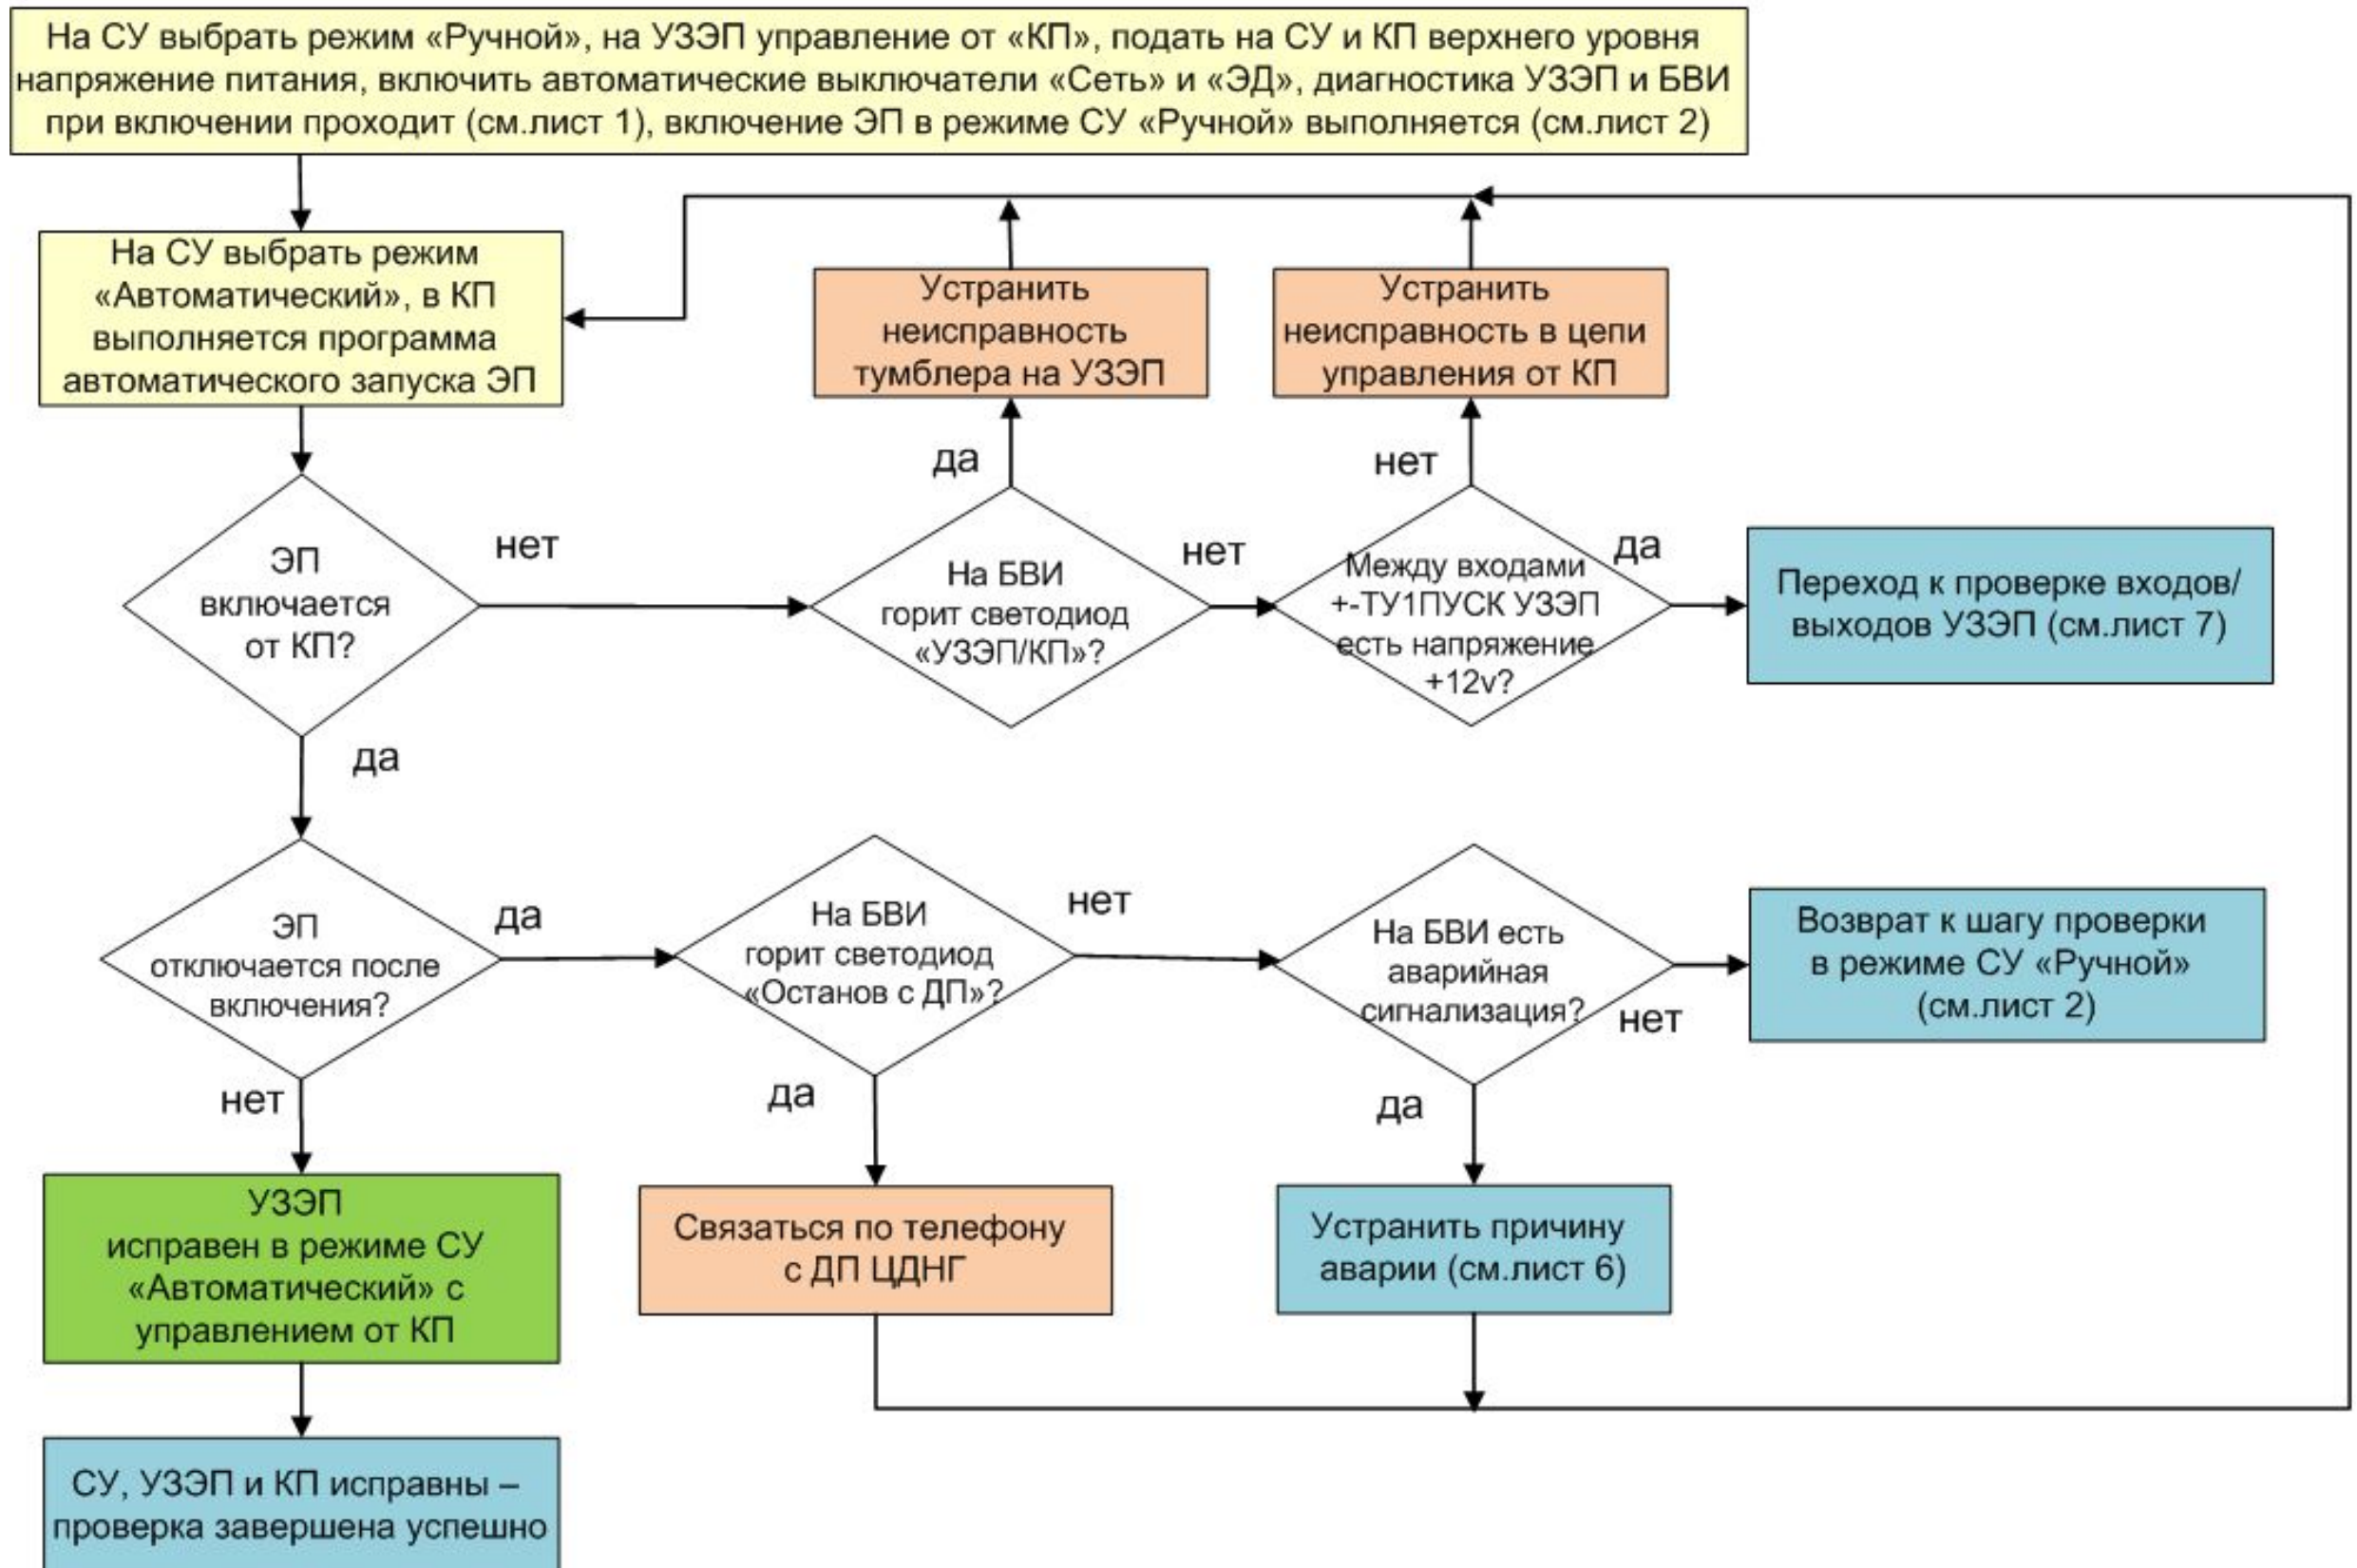 На СУ выбрать режим «Ручной», на УЗЭП управление от «КП», подать на СУ и КП верхнего уровня
напряжение питания, включить автоматические выключатели «Сеть» и «ЭД», диагностика УЗЭП и БВИ
при включении проходит (см.лист 1), включение ЭП в режиме СУ «Ручной» выполняется (см.лист 2)
На СУ выбрать режим
«Автоматический», в КП
выполняется программа
автоматического запуска ЭП
Устранить
неисправность
тумблера на УЗЭП
Устранить
неисправность в цепи
управления от КП
да
нет
ЭП
включается
от КП?
нет
На БВИ
горит светодиод
«УЗЭП/КП»?
нет
Между входами
+-ТУ1ПУСК УЗЭП
есть напряжение
+12v?
да
Переход к проверке входов/
выходов УЗЭП (см.лист 7)
да
ЭП
отключается после
включения?
да
На БВИ
горит светодиод
«Останов с ДП»?
нет
На БВИ есть
аварийная
сигнализация?
нет
Возврат к шагу проверки
в режиме СУ «Ручной»
(см.лист 2)
нет
да
да
УЗЭП
исправен в режиме СУ
«Автоматический» с
управлением от КП
Связаться по телефону
с ДП ЦДНГ
Устранить причину
аварии (см.лист 6)
СУ, УЗЭП и КП исправны –
проверка завершена успешно